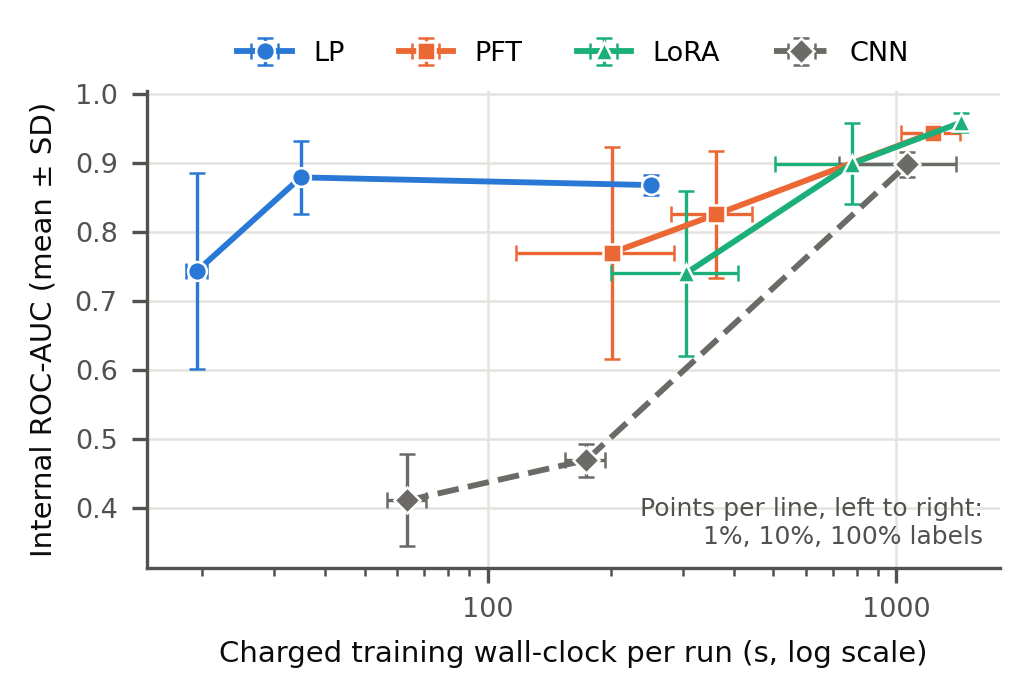 LP PFT LoRA CNN
Internal ROC-AUC (mean ± SD)
1.0
0.9
0.8
0.7
0.6
0.5
0.4
Points per line, left to right:
1%, 10%, 100% labels
100 1000
Charged training wall-clock per run (s, log scale)